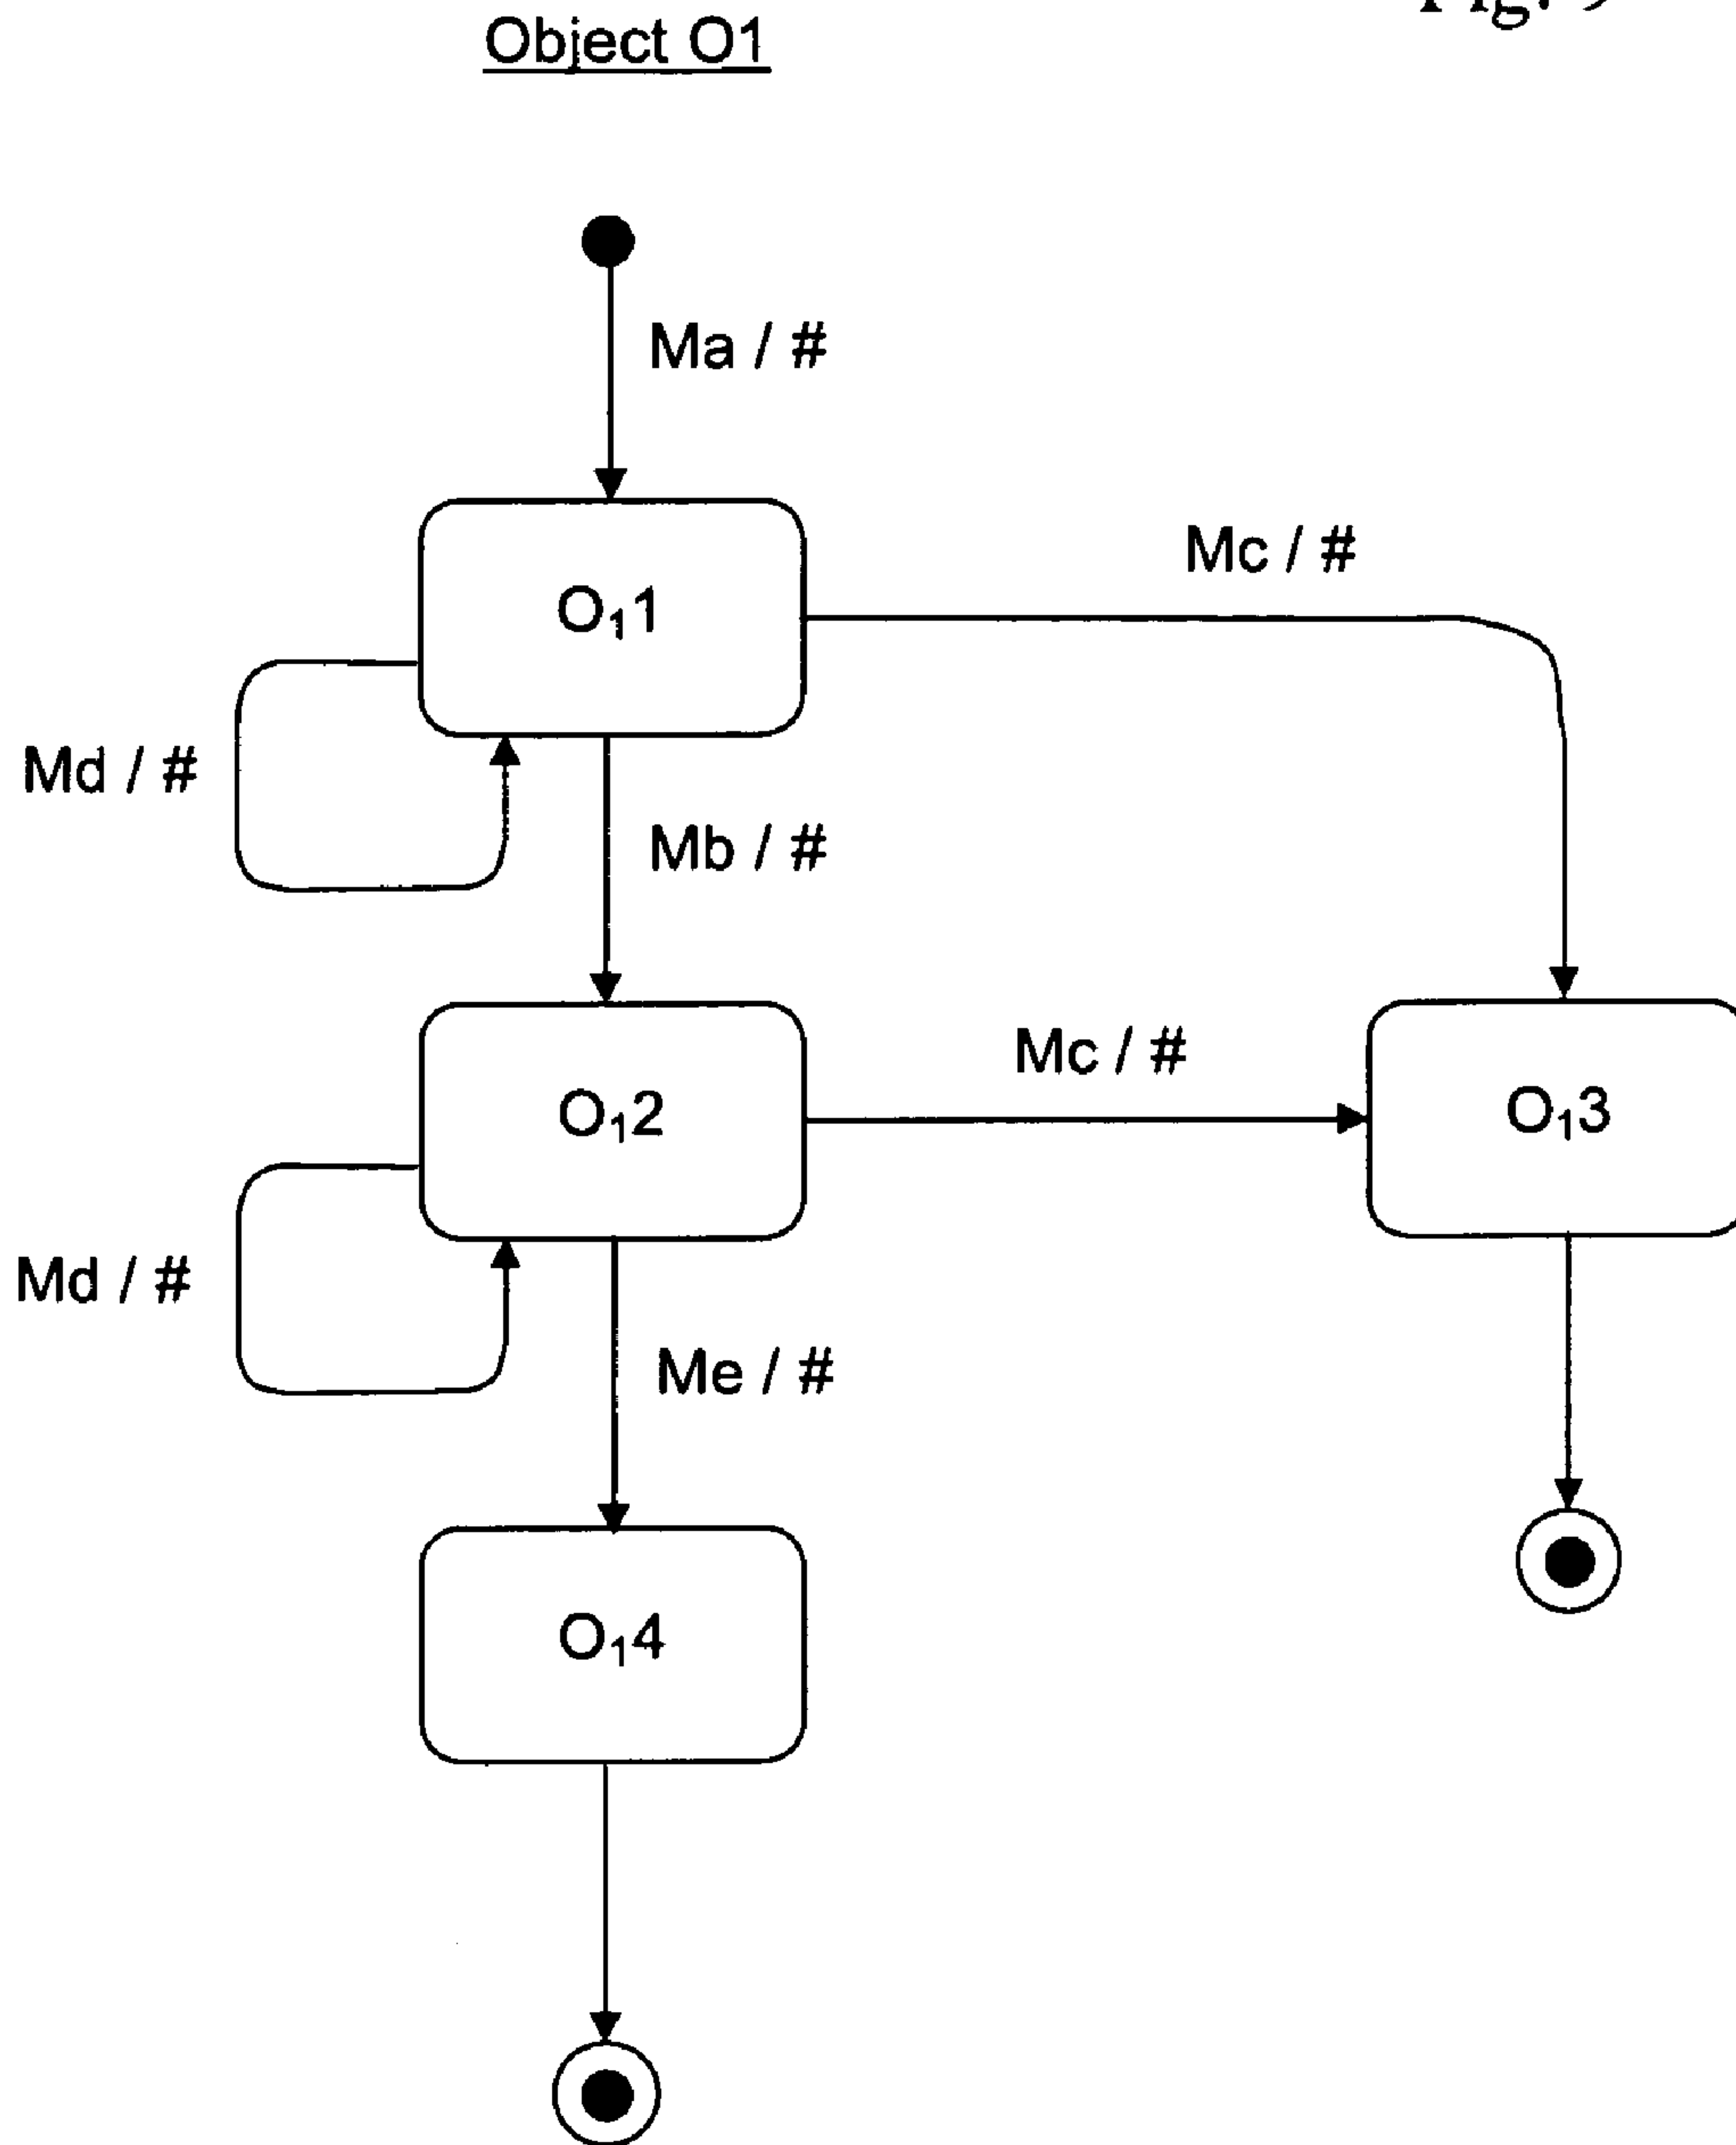 Object O1
Ma / #
O₁1
Mc / #
Md / #
Mb / #
O₁2
Mc / #
O₁3
Md / #
Me / #
O₁4